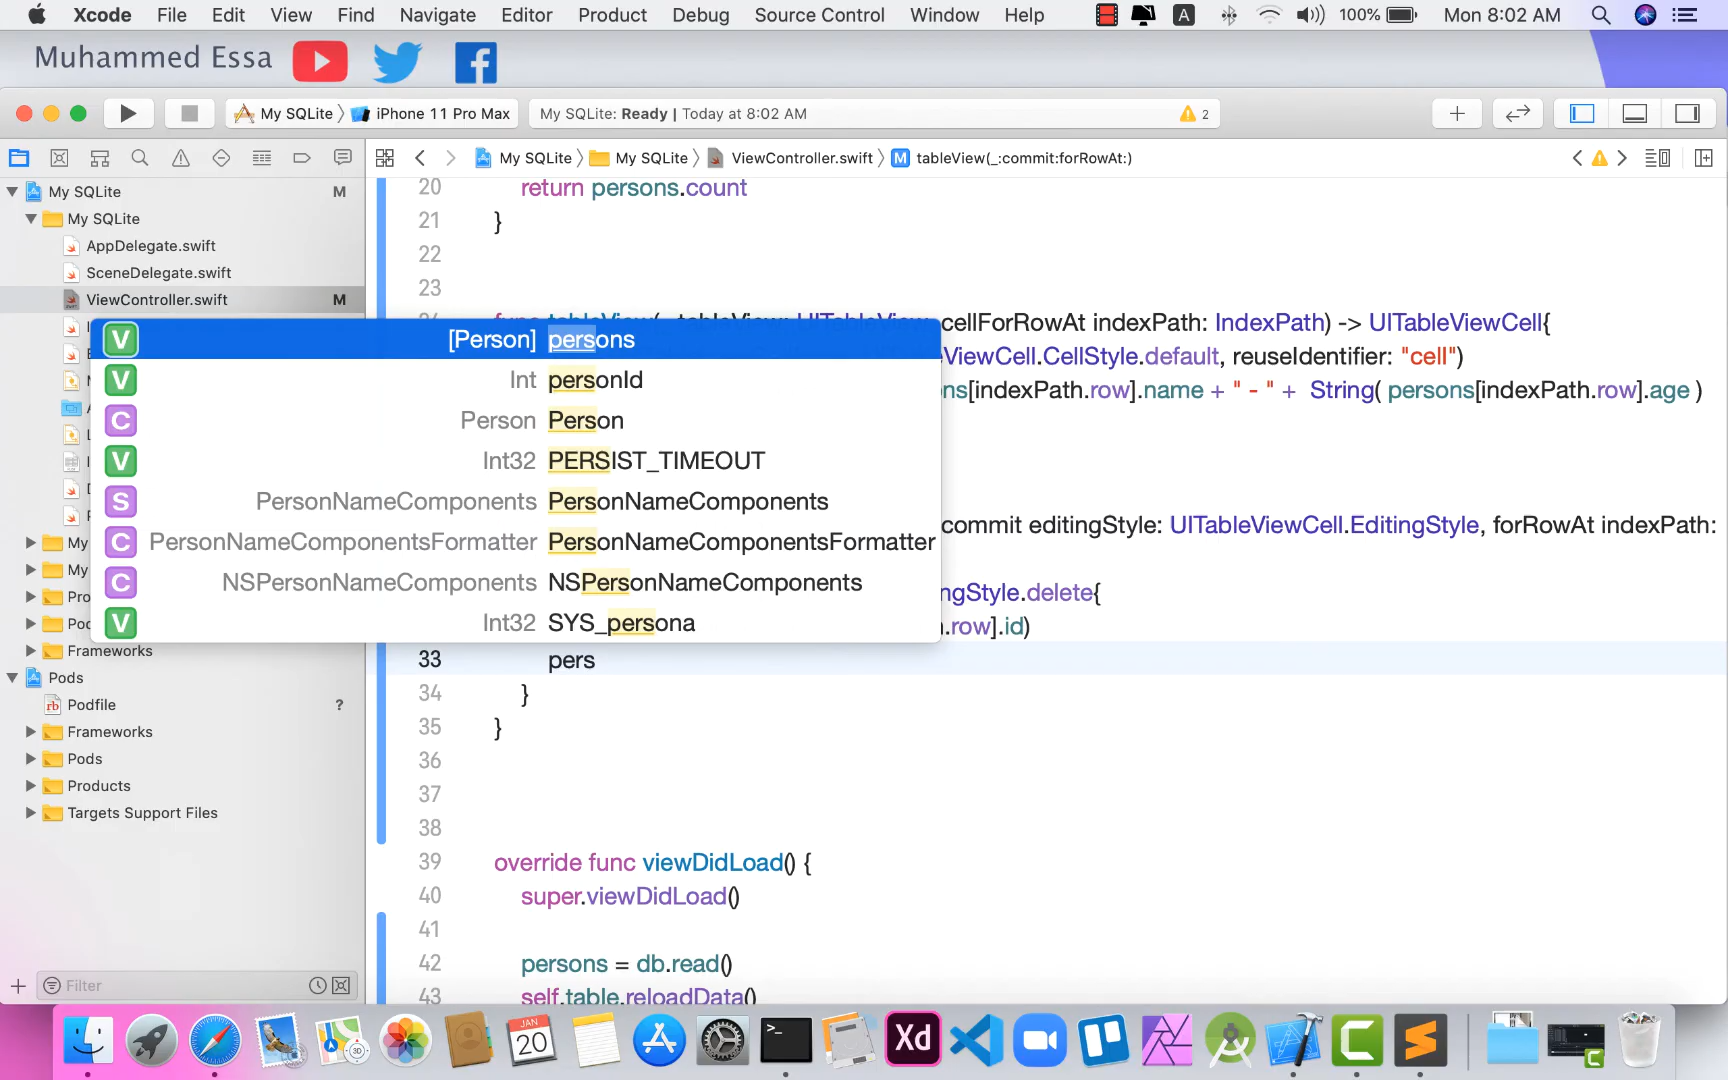 Xcode File Edit View Find Navigate Editor Product Debug Source Control Window Help A 100% Mon 8:02 AM
Muhammed Essa
My SQLite iPhone 11 Pro Max My SQLite: Ready | Today at 8:02 AM 2
My SQLite My SQLite ViewController.swift M tableView(_:commit:forRowAt:)
My SQLite M
My SQLite
AppDelegate.swift
SceneDelegate.swift
ViewController.swift M
My
My
Pro
Frameworks
Pods
Podfile ?
Frameworks
Pods
Products
Targets Support Files
Filter
20 return persons.count
21 }
22
23
cellForRowAt indexPath: IndexPath) -> UITableViewCell{
ViewCell.CellStyle.default, reuseIdentifier: "cell")
ns[indexPath.row].name + " - " + String( persons[indexPath.row].age )
commit editingStyle: UITableViewCell.EditingStyle, forRowAt indexPath:
ngStyle.delete{
.row].id)
V [Person] persons
V Int personId
C Person Person
V Int32 PERSIST_TIMEOUT
S PersonNameComponents PersonNameComponents
C PersonNameComponentsFormatter PersonNameComponentsFormatter
C NSPersonNameComponents NSPersonNameComponents
V Int32 SYS_persona
33 pers
34 }
35 }
36
37
38
39 override func viewDidLoad() {
40 super.viewDidLoad()
41
42 persons = db.read()
43 self.table.reloadData()
3D
JAN
20
>_
Xd
C
S
C